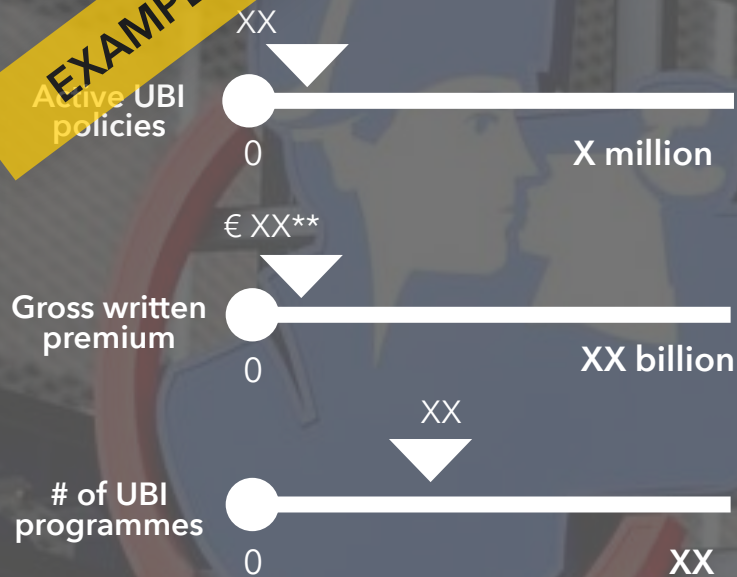 XX
Active UBI
policies
0
X million
€ XX**
Gross written
premium
0
XX billion
XX
# of UBI
programmes
0
XX